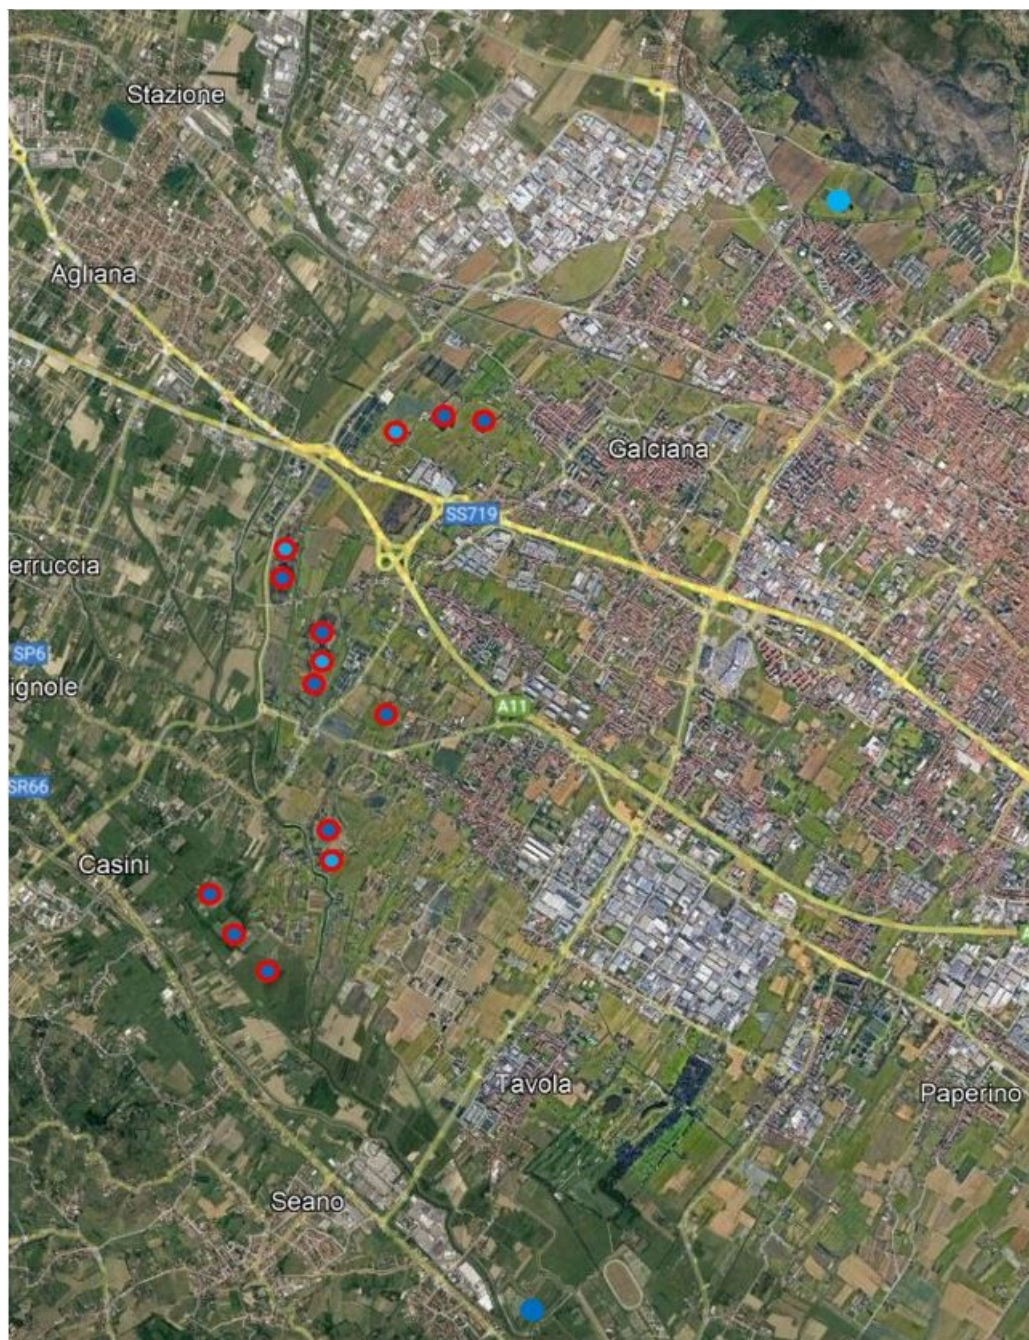 Stazione
Agliana
Galciana
SS719
erruccia
SP6
ignole
A11
SR66
Casini
A
Tavola
Paperino
Seano